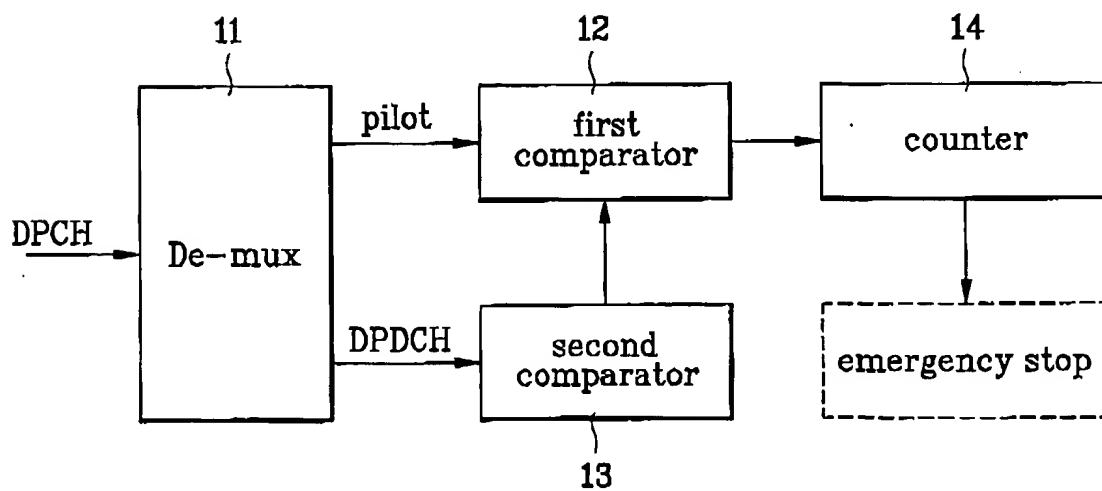 11
12
14
pilot
first
comparator
counter
DPCH
De-mux
DPDCH
second
comparator
emergency stop
13